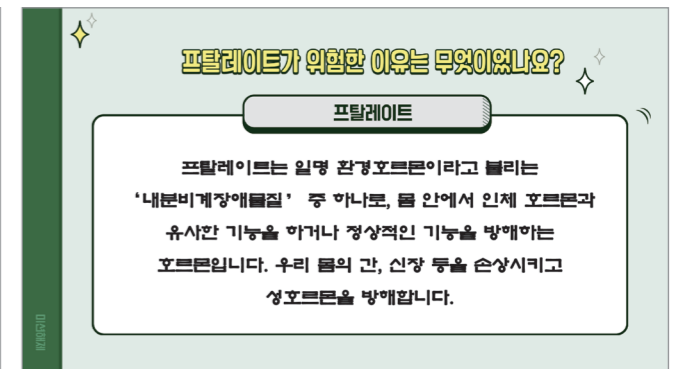 프탈레이트가 위험한 이유는 무엇이었나요?
프탈레이트
프탈레이트는 일명 환경호르몬이라고 불리는
‘내분비계장애물질’ 중 하나로, 몸 안에서 인체 호르몬과
유사한 기능을 하거나 정상적인 기능을 방해하는
호르몬입니다. 우리 몸의 간, 신장 등을 손상시키고
성호르몬을 방해합니다.